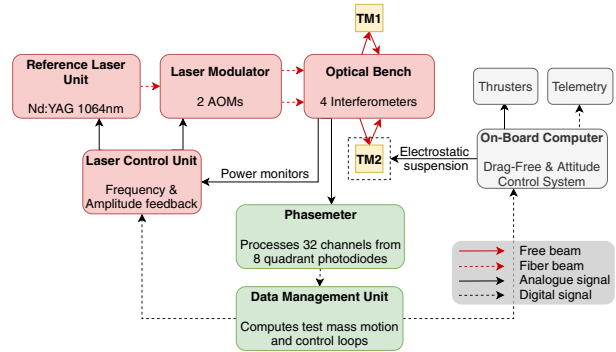 TM1
Reference Laser
Unit
Nd:YAG 1064nm
Laser Modulator
2 AOMs
Optical Bench
4 Interferometers
Thrusters
Telemetry
TM2
Electrostatic
suspension
On-Board Computer
Drag-Free & Attitude
Control System
Laser Control Unit
Frequency &
Amplitude feedback
Power monitors
Phasemeter
Processes 32 channels from
8 quadrant photodiodes
Data Management Unit
Computes test mass motion
and control loops
Free beam
Fiber beam
Analogue signal
Digital signal